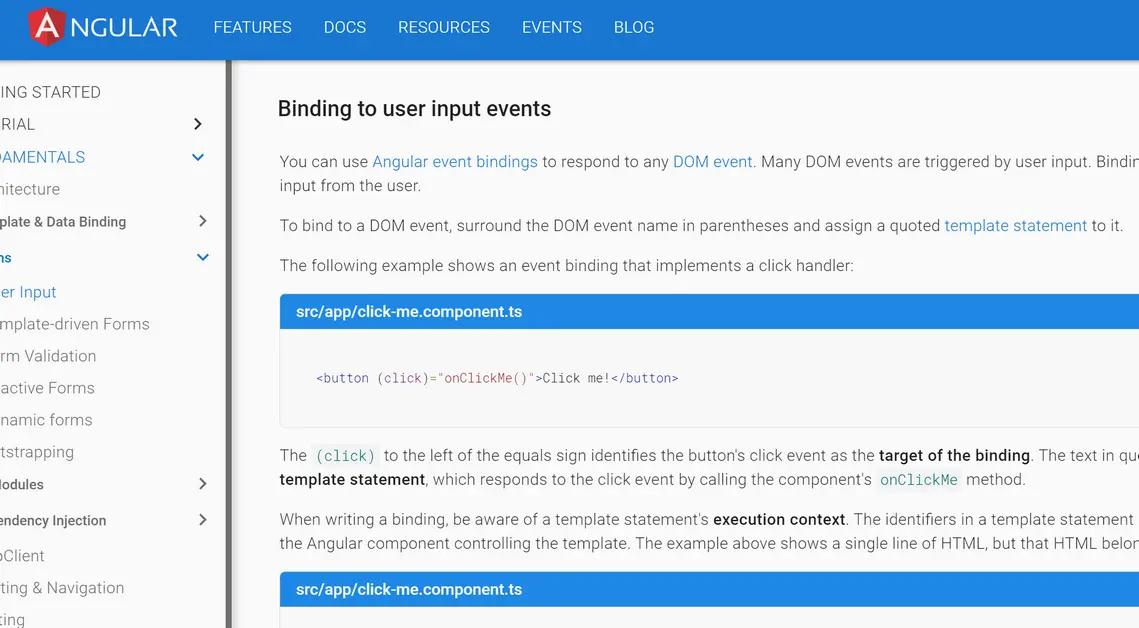 ANGULAR
FEATURES
DOCS
RESOURCES
EVENTS
BLOG
ING STARTED
RIAL
DAMENTALS
hitecture
plate & Data Binding
ms
er Input
mplate-driven Forms
rm Validation
active Forms
namic forms
tstrapping
Modules
endency Injection
pClient
ting & Navigation
ting
Binding to user input events
You can use Angular event bindings to respond to any DOM event. Many DOM events are triggered by user input. Bindin
input from the user.
To bind to a DOM event, surround the DOM event name in parentheses and assign a quoted template statement to it.
The following example shows an event binding that implements a click handler:
src/app/click-me.component.ts
<button (click)="onClickMe()">Click me!</button>
The (click) to the left of the equals sign identifies the button's click event as the target of the binding. The text in quo
template statement, which responds to the click event by calling the component's onClickMe method.
When writing a binding, be aware of a template statement's execution context. The identifiers in a template statement
the Angular component controlling the template. The example above shows a single line of HTML, but that HTML belon
src/app/click-me.component.ts